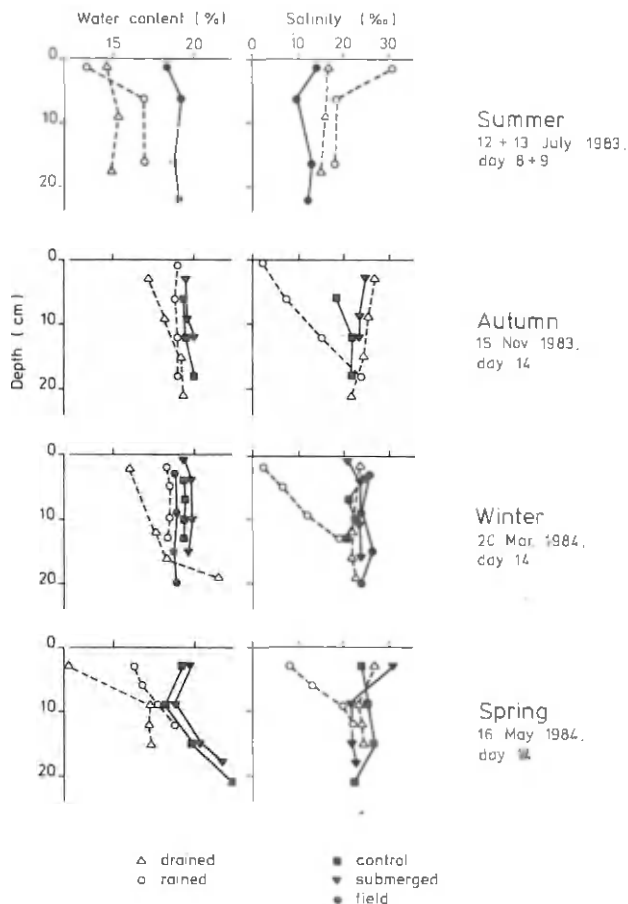 Water content (%) Salinity (‰)
15 20 0 10 20 30
0
10
20
Summer
12 + 13 July 1983,
day 8+9
0
10
20
Depth (cm)
Autumn
15 Nov 1983,
day 14
0
10
20
Winter
20 Mar 1984,
day 14
0
10
20
Spring
16 May 1984,
day
drained
rained
control
submerged
field